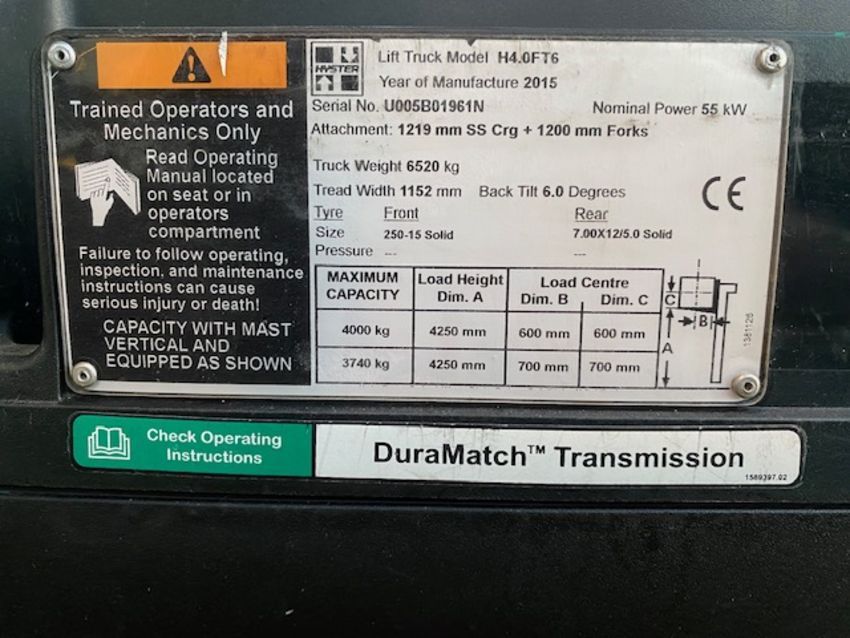 Trained Operators and
Mechanics Only
Read Operating
Manual located
on seat or in
operators
compartment
Failure to follow operating,
inspection, and maintenance
instructions can cause
serious injury or death!
CAPACITY WITH MAST
VERTICAL AND
EQUIPPED AS SHOWN
HYSTER
Lift Truck Model H4.0FT6
Year of Manufacture 2015
Serial No. U005B01961N Nominal Power 55 kW
Attachment: 1219 mm SS Crg + 1200 mm Forks
Truck Weight 6520 kg
Tread Width 1152 mm Back Tilt 6.0 Degrees
CE
Tyre Front Rear
Size 250-15 Solid 7.00X12/5.0 Solid
Pressure --- ---
MAXIMUM CAPACITY Load Height Dim. A Load Centre Dim. B Dim. C
4000 kg 4250 mm 600 mm 600 mm
3740 kg 4250 mm 700 mm 700 mm
C
B
A
1381126
Check Operating
Instructions
DuraMatch™ Transmission
1589397.02